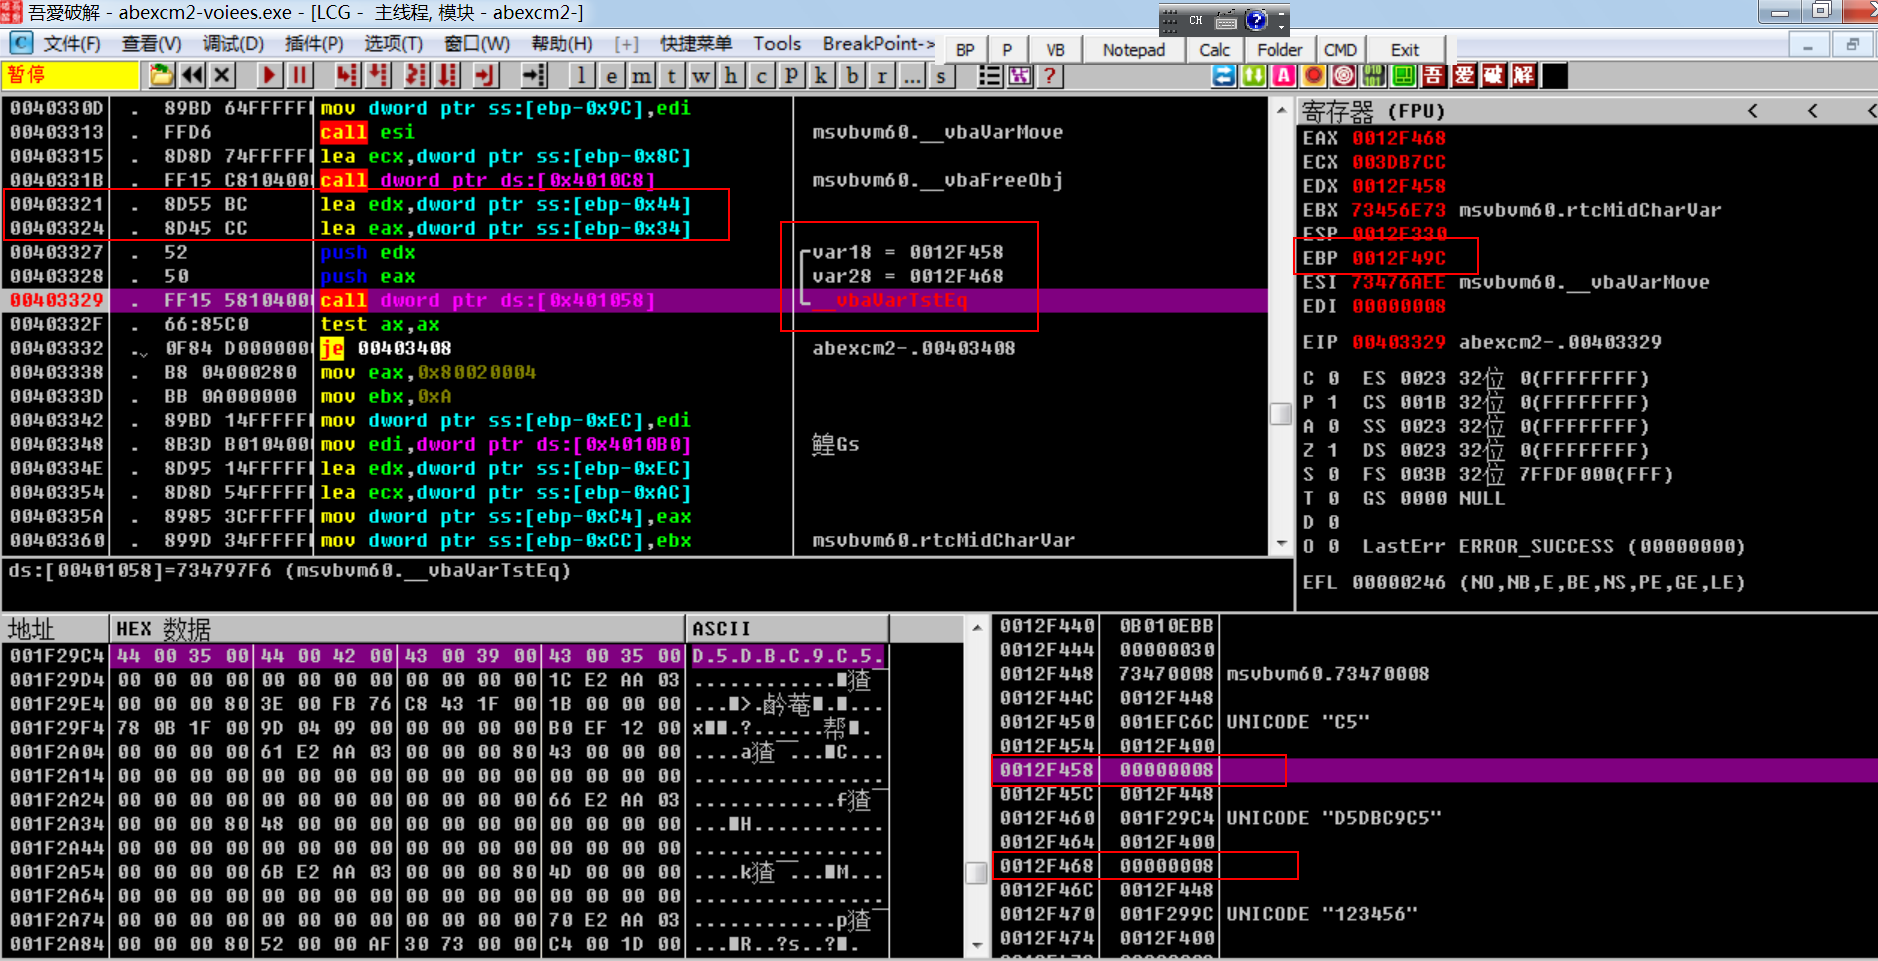 吾愛破解 - abexcm2-voiees.exe - [LCG - 主线程, 模块 - abexcm2-]
CH
文件(F) 查看(V) 调试(D) 插件(P) 选项(T) 窗口(W) 帮助(H) [+] 快捷菜单 Tools BreakPoint->
BP P VB Notepad Calc Folder CMD Exit
暂停
l e m t w h c p k b r ... s
吾 爱 破 解
0040330D . 89BD 64FFFFFF mov dword ptr ss:[ebp-0x9C],edi
00403313 . FFD6 call esi msvbvm60.__vbaVarMove
00403315 . 8D8D 74FFFFFF lea ecx,dword ptr ss:[ebp-0x8C]
0040331B . FF15 C8104000 call dword ptr ds:[0x4010C8] msvbvm60.__vbaFreeObj
00403321 . 8D55 BC lea edx,dword ptr ss:[ebp-0x44]
00403324 . 8D45 CC lea eax,dword ptr ss:[ebp-0x34]
00403327 . 52 push edx var18 = 0012F458
00403328 . 50 push eax var28 = 0012F468
00403329 . FF15 58104000 call dword ptr ds:[0x401058] __vbaVarTstEq
0040332F . 66:85C0 test ax,ax
00403332 . 0F84 D0000000 je 00403408 abexcm2-.00403408
00403338 . B8 04000280 mov eax,0x80020004
0040333D . BB 0A000000 mov ebx,0xA
00403342 . 89BD 14FFFFFF mov dword ptr ss:[ebp-0xEC],edi
00403348 . 8B3D B0104000 mov edi,dword ptr ds:[0x4010B0] 鍠Gs
0040334E . 8D95 14FFFFFF lea edx,dword ptr ss:[ebp-0xEC]
00403354 . 8D8D 54FFFFFF lea ecx,dword ptr ss:[ebp-0xAC]
0040335A . 8985 3CFFFFFF mov dword ptr ss:[ebp-0xC4],eax
00403360 . 899D 34FFFFFF mov dword ptr ss:[ebp-0xCC],ebx msvbvm60.rtcMidCharVar
ds:[00401058]=734797F6 (msvbvm60.__vbaVarTstEq)
寄存器 (FPU) < < <
EAX 0012F468
ECX 003DB7CC
EDX 0012F458
EBX 73456E73 msvbvm60.rtcMidCharVar
ESP 0012F330
EBP 0012F49C
ESI 73476AEE msvbvm60.__vbaVarMove
EDI 00000008
EIP 00403329 abexcm2-.00403329
C 0 ES 0023 32位 0(FFFFFFFF)
P 1 CS 001B 32位 0(FFFFFFFF)
A 0 SS 0023 32位 0(FFFFFFFF)
Z 1 DS 0023 32位 0(FFFFFFFF)
S 0 FS 003B 32位 7FFDF000(FFF)
T 0 GS 0000 NULL
D 0
O 0 LastErr ERROR_SUCCESS (00000000)
EFL 00000246 (NO,NB,E,BE,NS,PE,GE,LE)
地址 HEX 数据 ASCII
001F29C4 44 00 35 00 44 00 42 00 43 00 39 00 43 00 35 00 D.5.D.B.C.9.C.5.
001F29D4 00 00 00 00 00 00 00 00 00 00 00 00 1C E2 AA 03
001F29E4 00 00 00 80 3E 00 FB 76 C8 43 1F 00 1B 00 00 00
001F29F4 78 0B 1F 00 9D 04 09 00 00 00 00 00 B0 EF 12 00
001F2A04 00 00 00 00 61 E2 AA 03 00 00 00 80 43 00 00 00
001F2A14 00 00 00 00 00 00 00 00 00 00 00 00 00 00 00 00 ................
001F2A24 00 00 00 00 00 00 00 00 00 00 00 00 66 E2 AA 03
001F2A34 00 00 00 80 48 00 00 00 00 00 00 00 00 00 00 00
001F2A44 00 00 00 00 00 00 00 00 00 00 00 00 00 00 00 00 ................
001F2A54 00 00 00 00 6B E2 AA 03 00 00 00 80 4D 00 00 00
001F2A64 00 00 00 00 00 00 00 00 00 00 00 00 00 00 00 00 ................
001F2A74 00 00 00 00 00 00 00 00 00 00 00 00 70 E2 AA 03
001F2A84 00 00 00 80 52 00 00 AF 30 73 00 00 C4 00 1D 00
0012F440 0B010EBB
0012F444 00000030
0012F448 73470008 msvbvm60.73470008
0012F44C 0012F448
0012F450 001EFC6C UNICODE "C5"
0012F454 0012F400
0012F458 00000008
0012F45C 0012F448
0012F460 001F29C4 UNICODE "D5DBC9C5"
0012F464 0012F400
0012F468 00000008
0012F46C 0012F448
0012F470 001F299C UNICODE "123456"
0012F474 0012F400